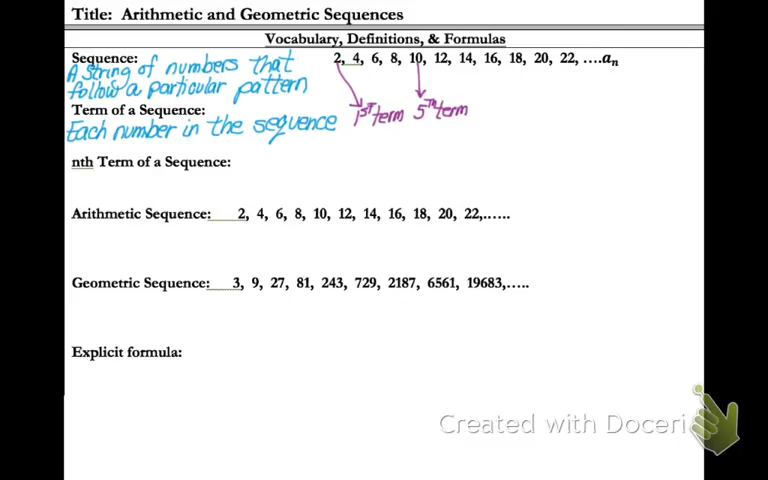 Title: Arithmetic and Geometric Sequences
Vocabulary, Definitions, & Formulas
Sequence: 2, 4, 6, 8, 10, 12, 14, 16, 18, 20, 22, ….aₙ
A String of numbers that
follow a particular pattern
Term of a Sequence:
1ST term 5Th term
Each number in the sequence
nth Term of a Sequence:
Arithmetic Sequence: 2, 4, 6, 8, 10, 12, 14, 16, 18, 20, 22,…...
Geometric Sequence: 3, 9, 27, 81, 243, 729, 2187, 6561, 19683,…..
Explicit formula:
Created with Doceri